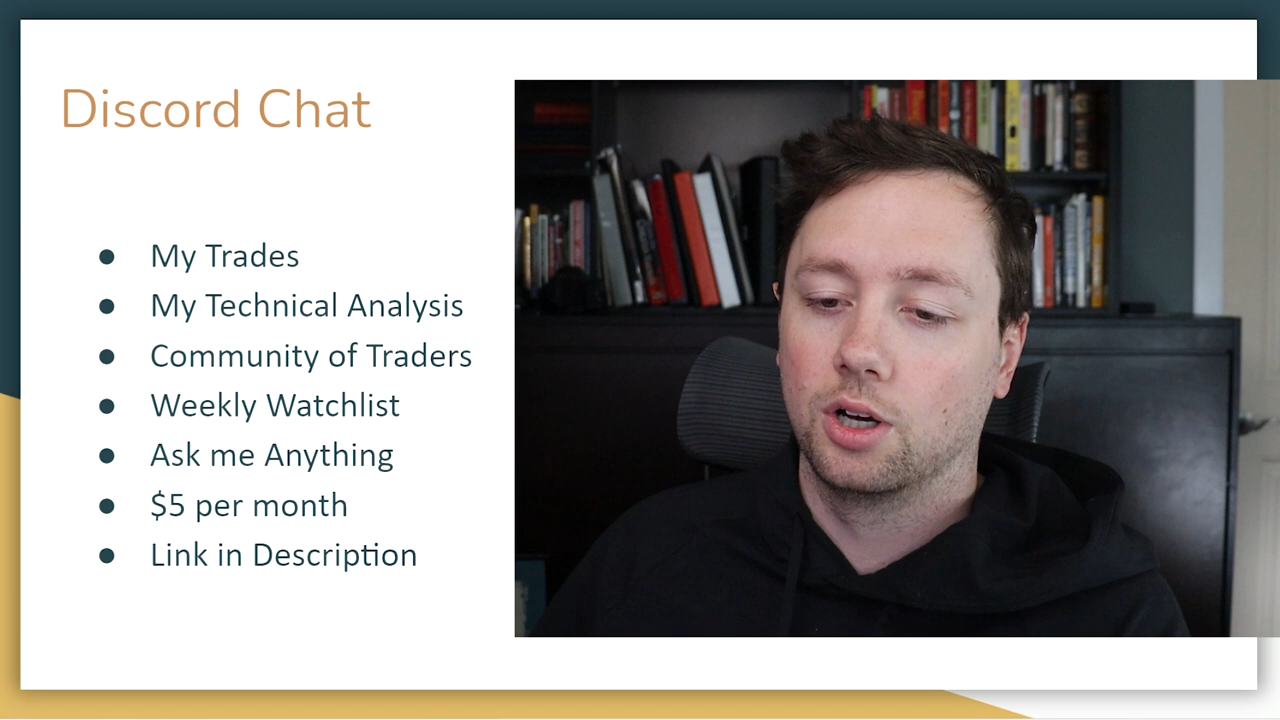 Discord Chat
● My Trades
● My Technical Analysis
● Community of Traders
● Weekly Watchlist
● Ask me Anything
● $5 per month
● Link in Description